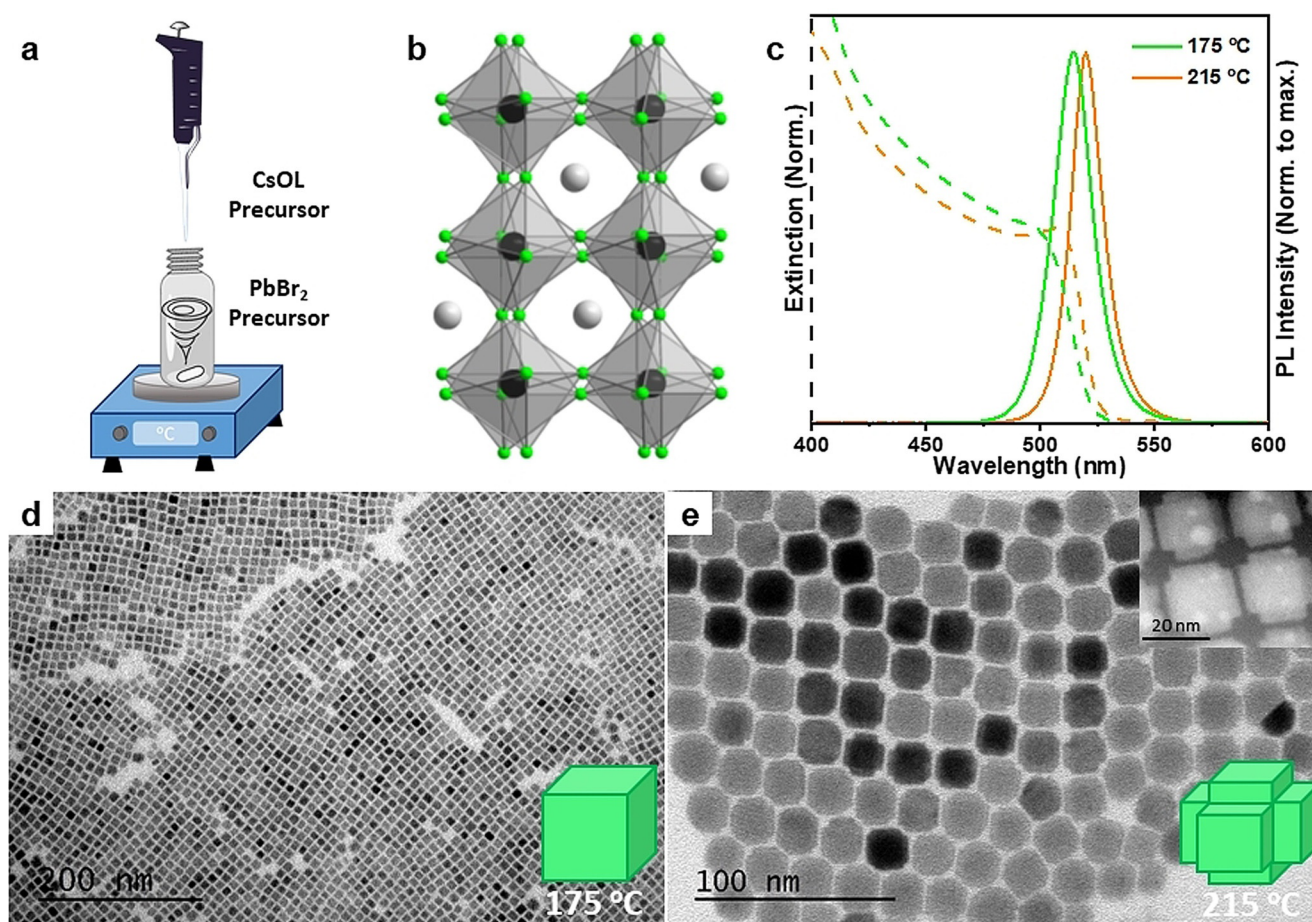 a
CsOL
Precursor
PbBr₂
Precursor
°C
b
c
175 °C
215 °C
Extinction (Norm.)
PL Intensity (Norm. to max.)
400
450
500
550
600
Wavelength (nm)
d
200 nm
175 °C
e
20 nm
100 nm
215 °C